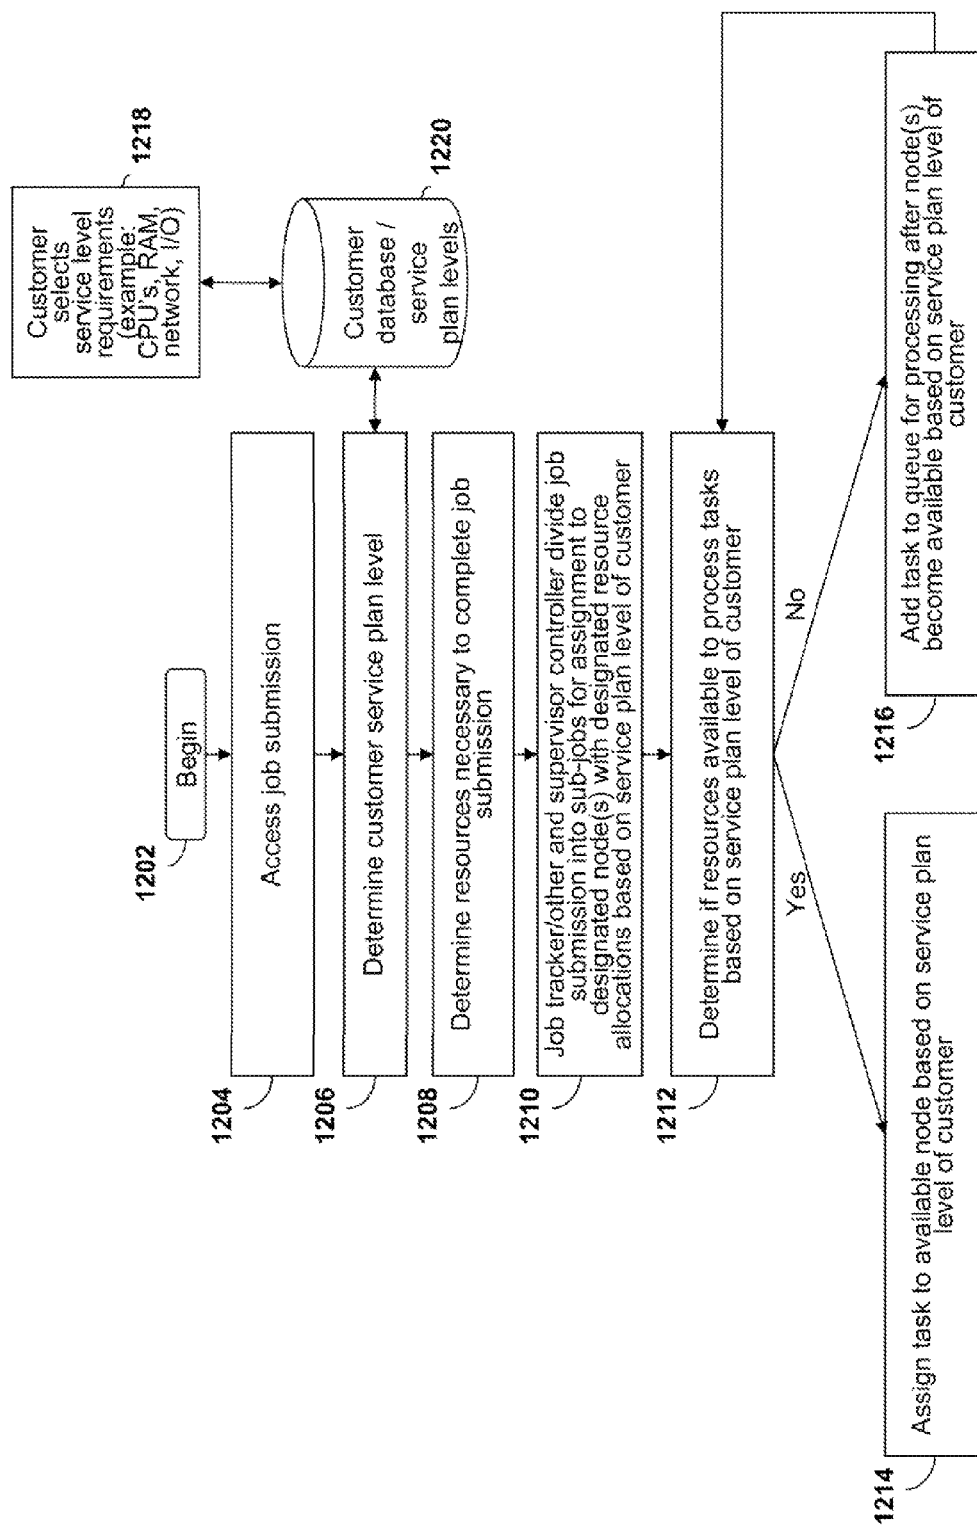 1202
Begin
1204
Access job submission
1206
Determine customer service plan level
1208
Determine resources necessary to complete job
submission
1210
Job tracker/other and supervisor controller divide job
submission into sub-jobs for assignment to
designated node(s) with designated resource
allocations based on service plan level of customer
1212
Determine if resources available to process tasks
based on service plan level of customer
Yes
No
1214
Assign task to available node based on service plan
level of customer
1216
Add task to queue for processing after node(s)
become available based on service plan level of
customer
Customer
selects
service level
requirements
(example:
CPU's, RAM,
network, I/O)
1218
Customer
database /
service
plan levels
1220